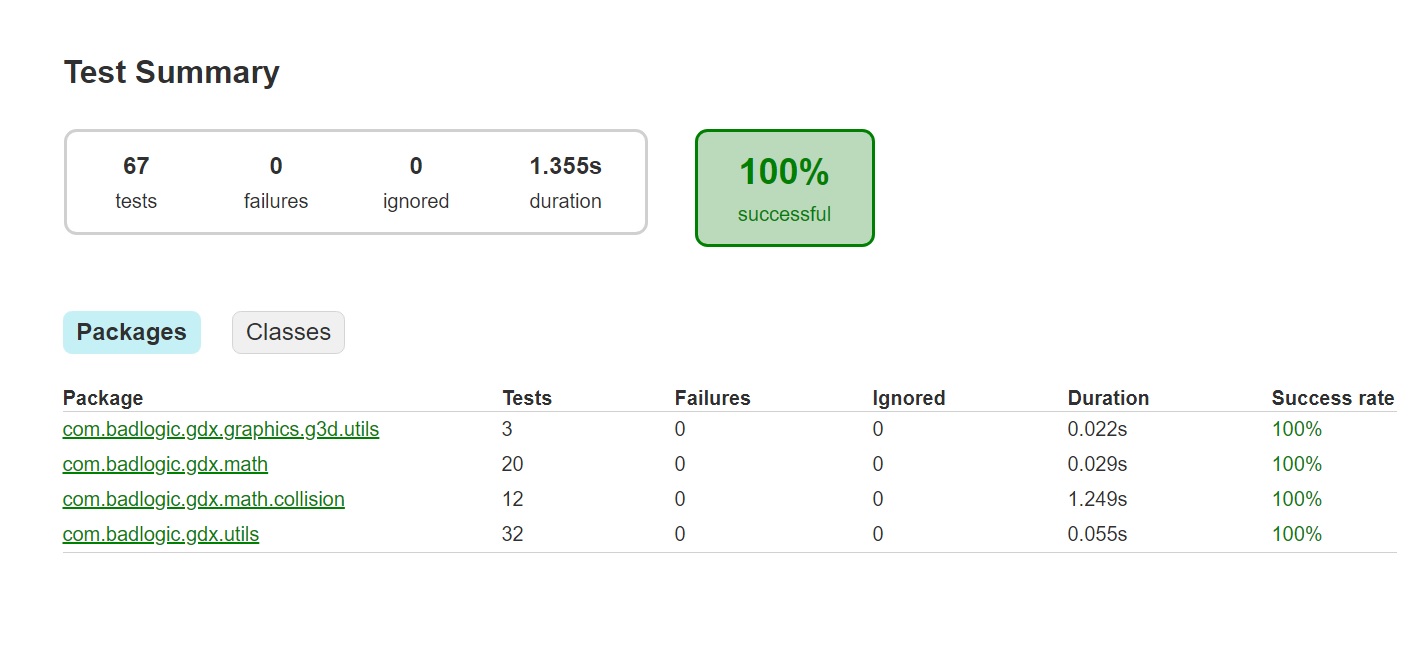 Test Summary
67 0 0 1.355s
tests failures ignored duration
100%
successful
Packages Classes
Package Tests Failures Ignored Duration Success rate
com.badlogic.gdx.graphics.g3d.utils 3 0 0 0.022s 100%
com.badlogic.gdx.math 20 0 0 0.029s 100%
com.badlogic.gdx.math.collision 12 0 0 1.249s 100%
com.badlogic.gdx.utils 32 0 0 0.055s 100%